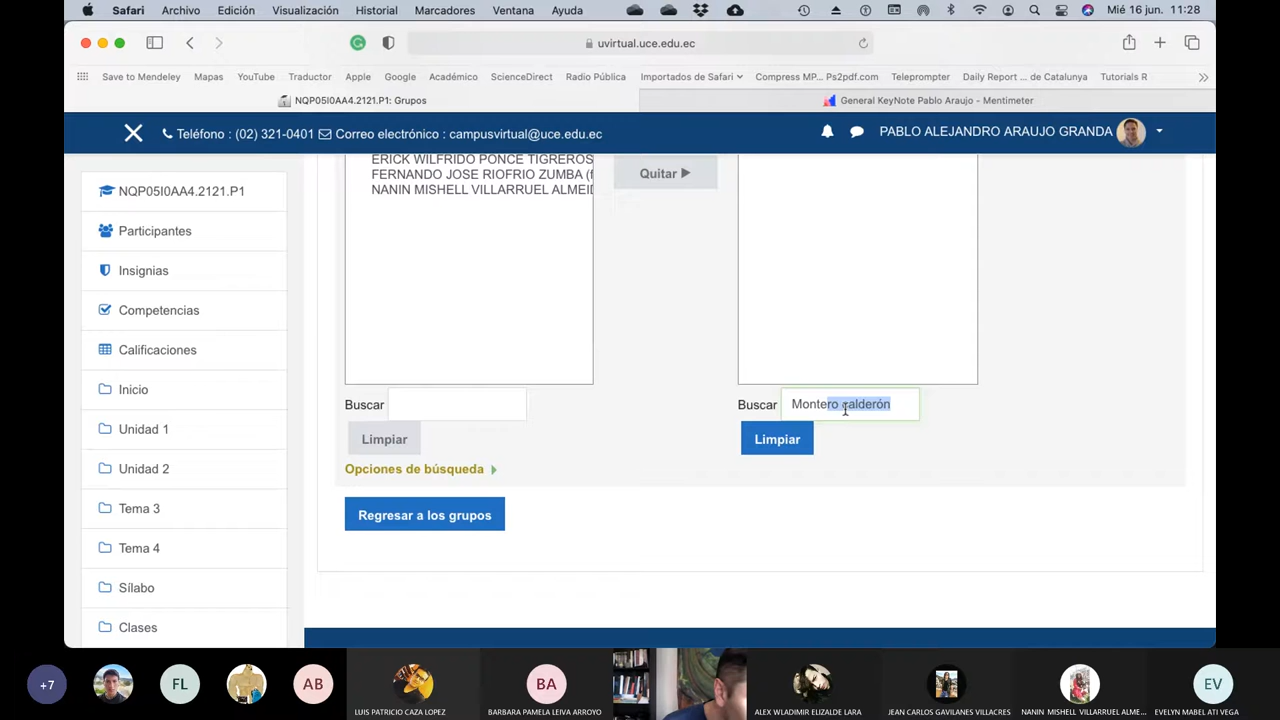 Safari Archivo Edición Visualización Historial Marcadores Ventana Ayuda Mié 16 jun. 11:28
uvirtual.uce.edu.ec
Save to Mendeley Mapas YouTube Traductor Apple Google Académico ScienceDirect Radio Pública Importados de Safari Compress MP... Ps2pdf.com Teleprompter Daily Report ... de Catalunya Tutorials R
NQP05I0AA4.2121.P1: Grupos General KeyNote Pablo Araujo - Mentimeter
Teléfono : (02) 321-0401 Correo electrónico : campusvirtual@uce.edu.ec PABLO ALEJANDRO ARAUJO GRANDA
NQP05I0AA4.2121.P1
Participantes
Insignias
Competencias
Calificaciones
Inicio
Unidad 1
Unidad 2
Tema 3
Tema 4
Sílabo
Clases
ERICK WILFRIDO PONCE TIGREROS
FERNANDO JOSE RIOFRIO ZUMBA (f
NANIN MISHELL VILLARRUEL ALMEID
Quitar
Buscar
Limpiar
Opciones de búsqueda
Buscar Montero calderón
Limpiar
Regresar a los grupos
+7 FL AB BA EV
LUIS PATRICIO CAZA LOPEZ BARBARA PAMELA LEIVA ARROYO ALEX WLADIMIR ELIZALDE LARA JEAN CARLOS GAVILANES VILLACRES NANIN MISHELL VILLARRUEL ALME... EVELYN MABEL ATI VEGA